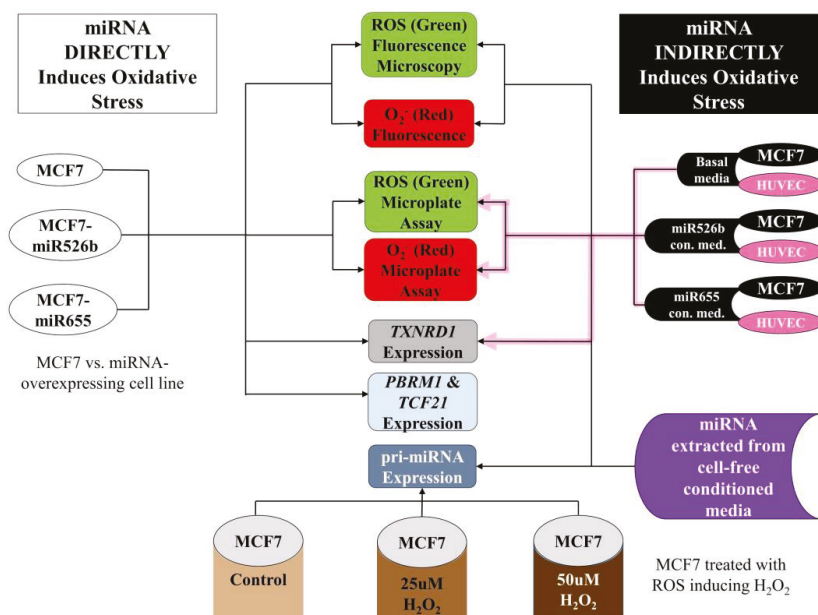 miRNA
DIRECTLY
Induces Oxidative
Stress
ROS (Green)
Fluorescence
Microscopy
O₂⁻ (Red)
Fluorescence
miRNA
INDIRECTLY
Induces Oxidative
Stress
MCF7
MCF7-
miR526b
MCF7-
miR655
MCF7 vs. miRNA-
overexpressing cell line
ROS (Green)
Microplate
Assay
O₂⁻ (Red)
Microplate
Assay
TXNRD1
Expression
PBRM1 &
TCF21
Expression
pri-miRNA
Expression
Basal
media
MCF7
HUVEC
miR526b
con. med.
MCF7
HUVEC
miR655
con. med.
MCF7
HUVEC
miRNA
extracted from
cell-free
conditioned
media
MCF7
Control
MCF7
25uM
H₂O₂
MCF7
50uM
H₂O₂
MCF7 treated with
ROS inducing H₂O₂